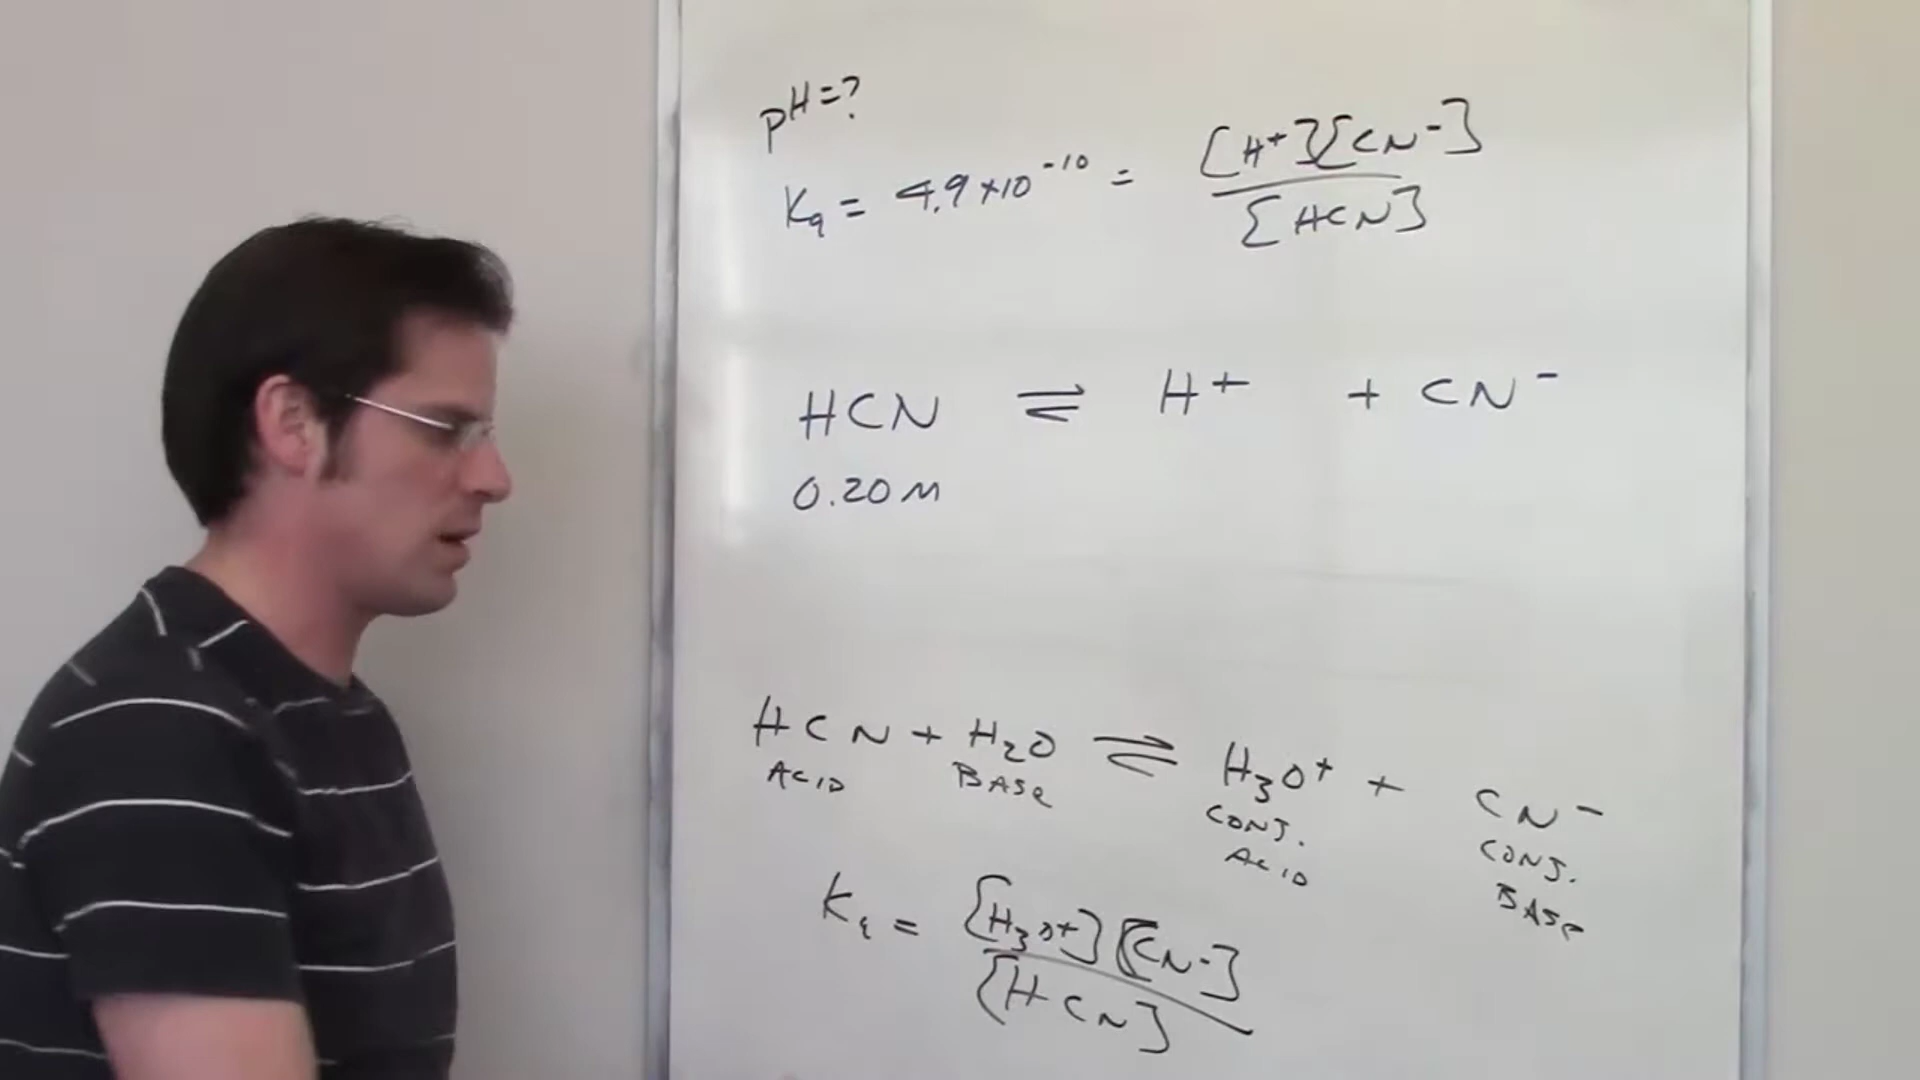 pH=?
Ka = 4.9×10⁻¹⁰ = [H⁺][CN⁻]
[HCN]
HCN ⇌ H⁺ + CN⁻
0.20M
HCN + H₂O ⇌ H₃O⁺ + CN⁻
ACID BASE CONJ. ACID CONJ. BASE
Ka = [H₃O⁺][CN⁻]
[HCN]